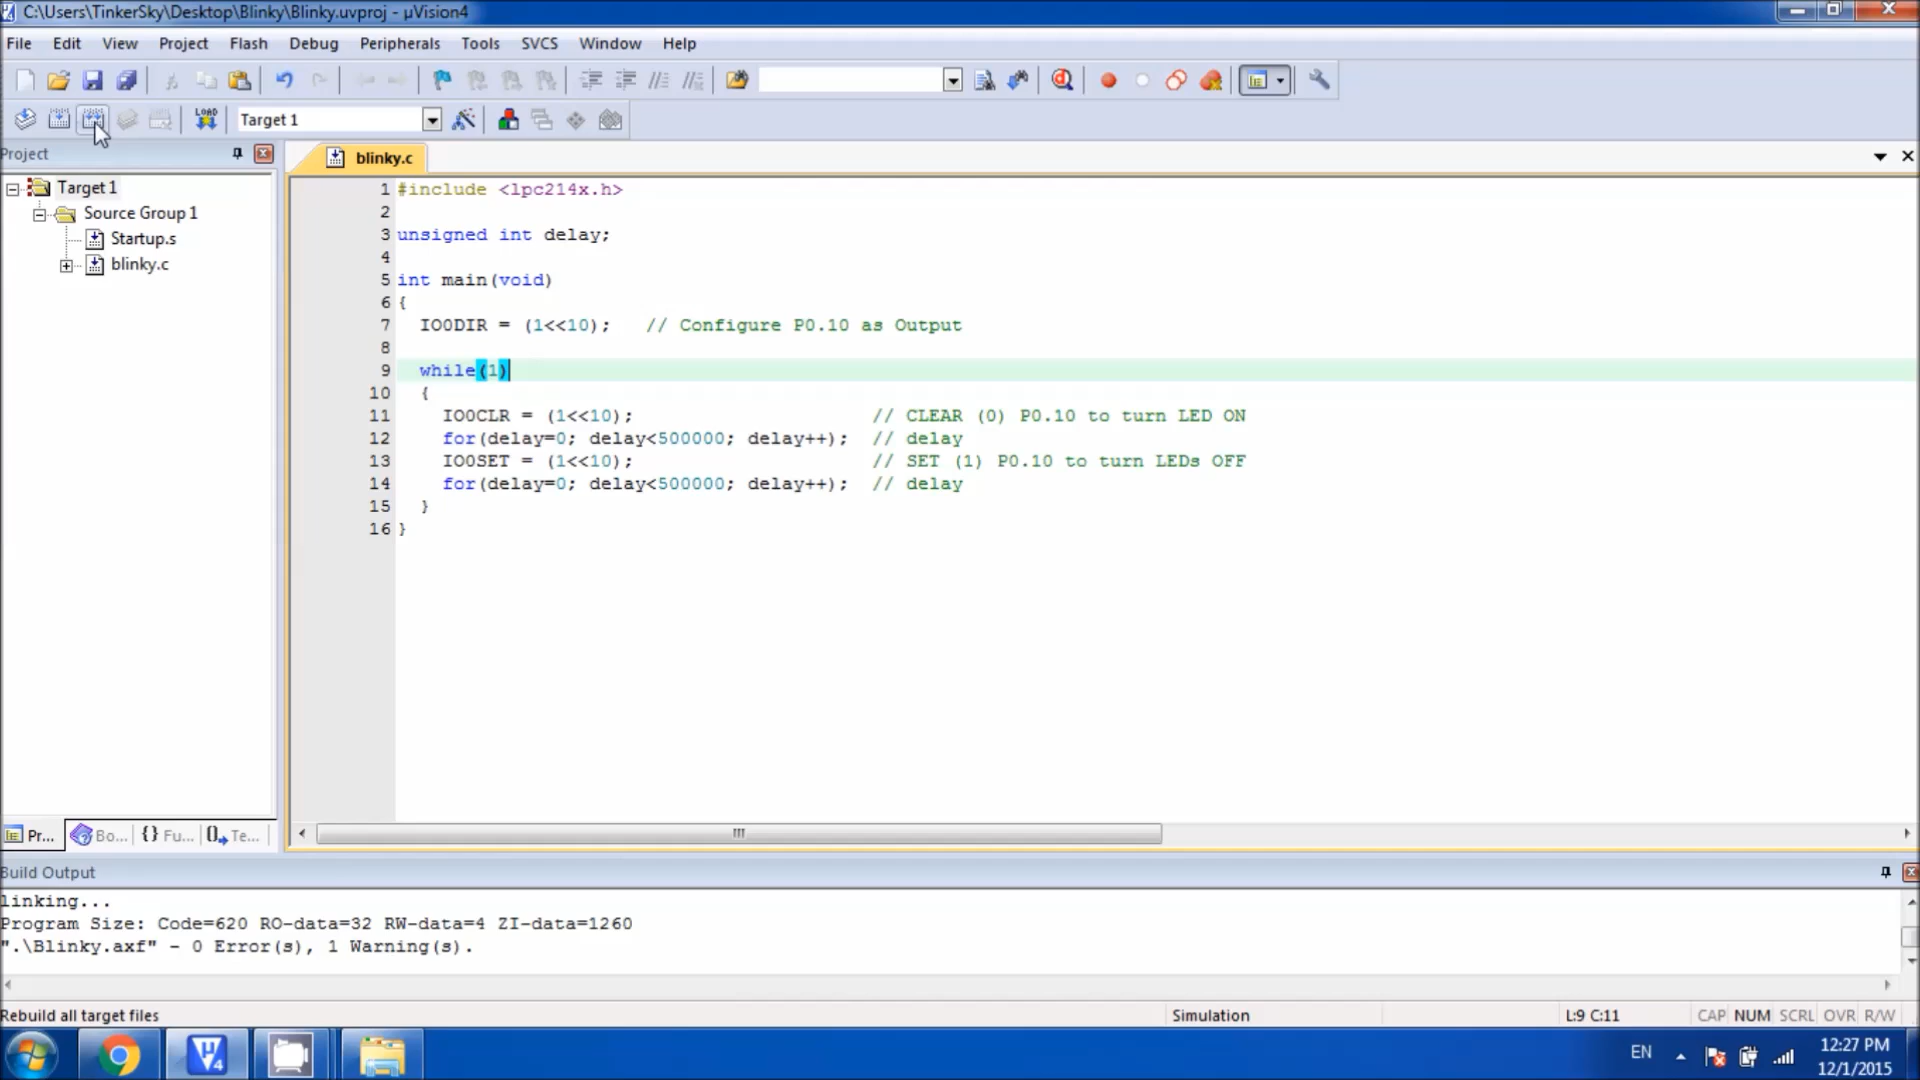 C:\Users\TinkerSky\Desktop\Blinky\Blinky.uvproj - µVision4
File Edit View Project Flash Debug Peripherals Tools SVCS Window Help
LOAD Target 1
Project
Target 1
Source Group 1
Startup.s
blinky.c
blinky.c
1 #include <lpc214x.h>
2
3 unsigned int delay;
4
5 int main(void)
6 {
7 IO0DIR = (1<<10); // Configure P0.10 as Output
8
9 while(1)
10 {
11 IO0CLR = (1<<10); // CLEAR (0) P0.10 to turn LED ON
12 for(delay=0; delay<500000; delay++); // delay
13 IO0SET = (1<<10); // SET (1) P0.10 to turn LEDs OFF
14 for(delay=0; delay<500000; delay++); // delay
15 }
16 }
Pr... Bo... {} Fu... 0 Te...
Build Output
linking...
Program Size: Code=620 RO-data=32 RW-data=4 ZI-data=1260
".\Blinky.axf" - 0 Error(s), 1 Warning(s).
Rebuild all target files Simulation L:9 C:11 CAP NUM SCRL OVR R/W
EN 12:27 PM
12/1/2015